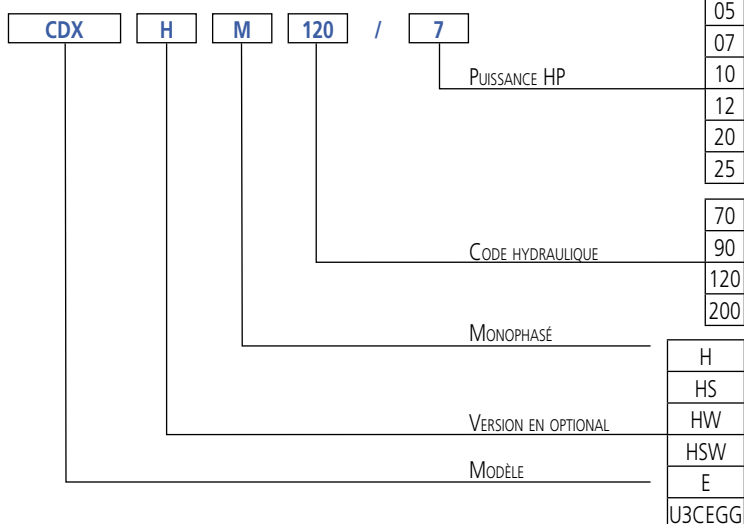 05
CDX H M 120 / 7
07
PUISSANCE HP
10
12
20
25
70
CODE HYDRAULIQUE
90
120
200
MONOPHASÉ
H
HS
VERSION EN OPTIONAL
HW
HSW
MODÈLE
E
U3CEGG